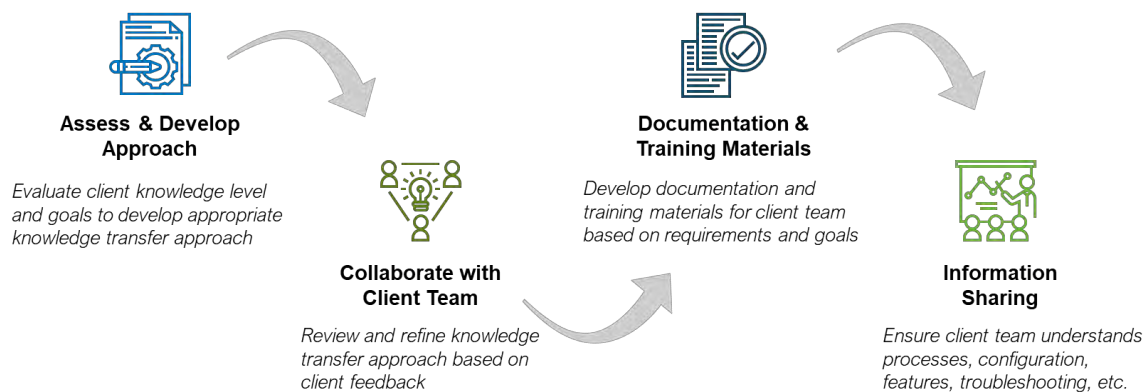 Assess & Develop
Approach
Evaluate client knowledge level
and goals to develop appropriate
knowledge transfer approach
Collaborate with
Client Team
Review and refine knowledge
transfer approach based on
client feedback
Documentation &
Training Materials
Develop documentation and
training materials for client team
based on requirements and goals
Information
Sharing
Ensure client team understands
processes, configuration,
features, troubleshooting, etc.